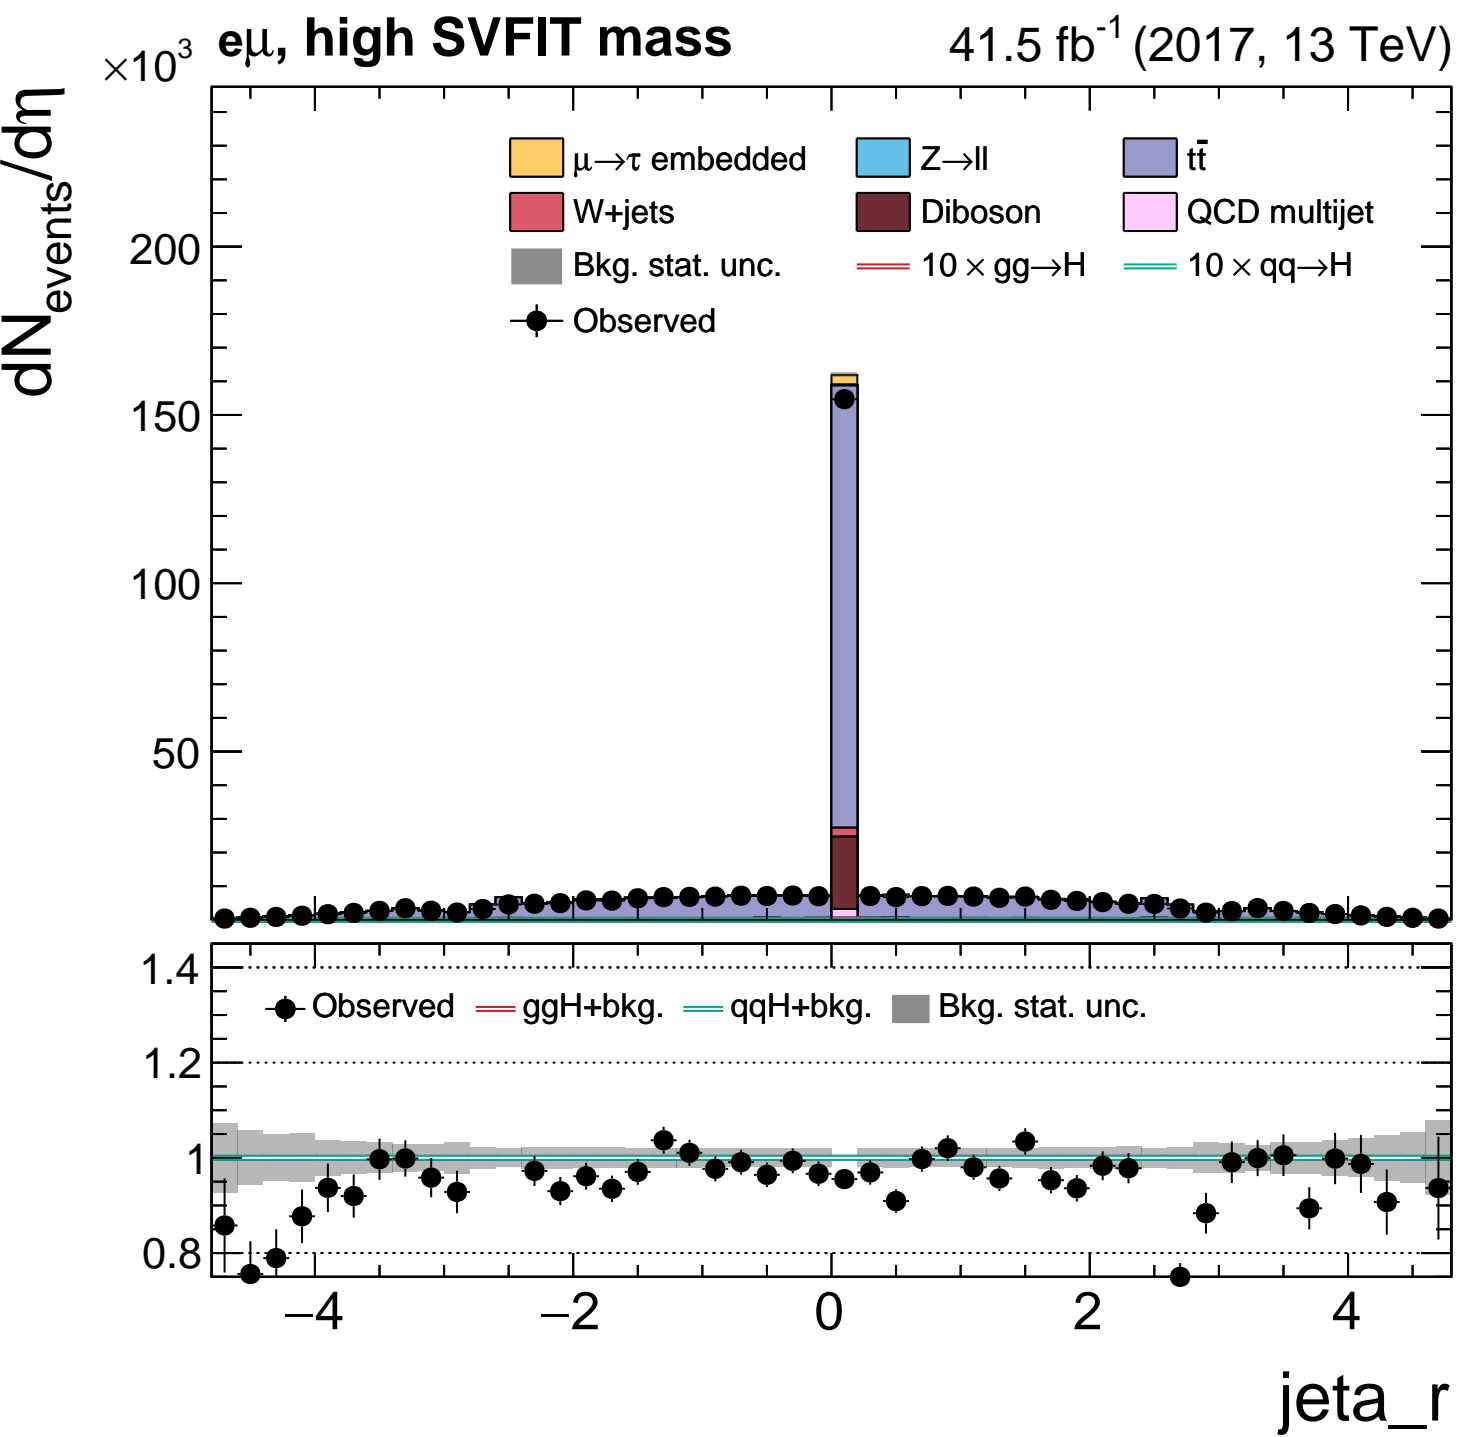 ×10³ eμ, high SVFIT mass 41.5 fb⁻¹ (2017, 13 TeV)
dN_events/dη
μ→τ embedded Z→ll tt̄
W+jets Diboson QCD multijet
Bkg. stat. unc. 10 × gg→H 10 × qq→H
Observed
200
150
100
50
1.4
Observed ggH+bkg. qqH+bkg. Bkg. stat. unc.
1.2
1
0.8
−4 −2 0 2 4
jeta_r